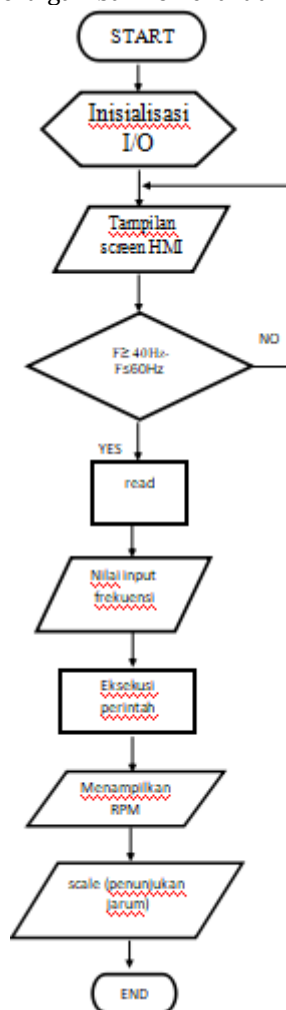 START
Inisialisasi
I/O
Tampilan
screen HMI
F≥ 40Hz-
F≤60Hz
NO
YES
read
Nilai input
frekuensi
Eksekusi
perintah
Menampilkan
RPM
scale (penunjukan
jarum)
END